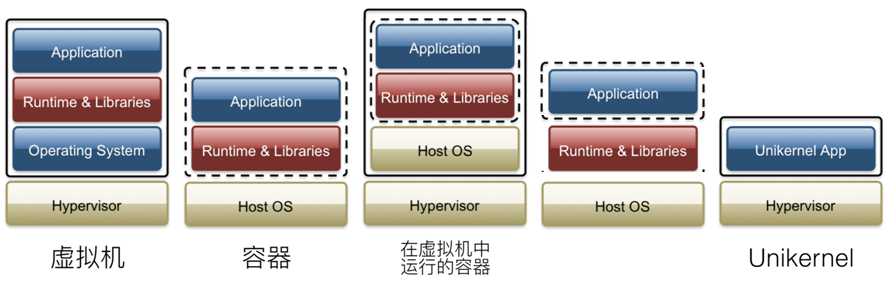 Application
Runtime & Libraries
Operating System
Hypervisor
虚拟机
Application
Runtime & Libraries
Host OS
容器
Application
Runtime & Libraries
Host OS
Hypervisor
在虚拟机中
运行的容器
Application
Runtime & Libraries
Host OS
Unikernel App
Hypervisor
Unikernel